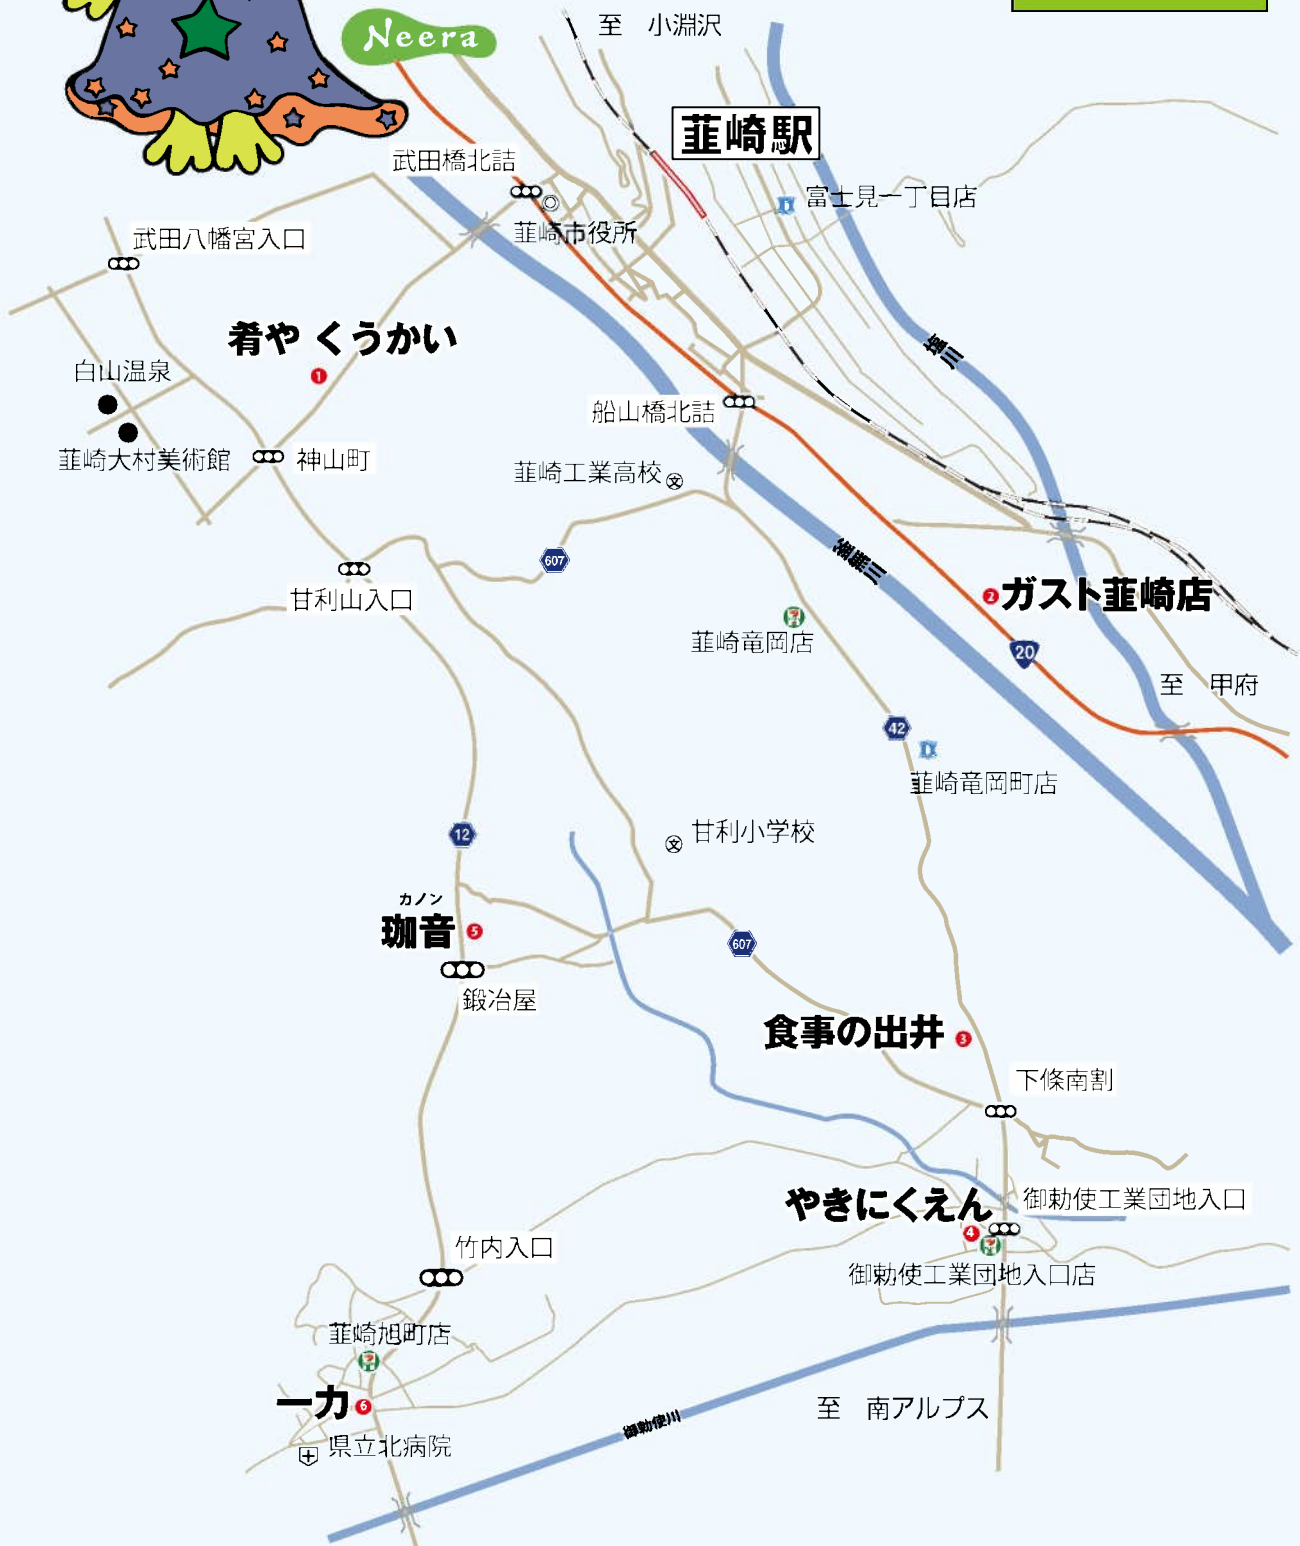 至 小淵沢
Neera
韮崎駅
武田橋北詰
富士見一丁目店
韮崎市役所
武田八幡宮入口
肴や くうかい
塩川
白山温泉
1
船山橋北詰
韮崎大村美術館
神山町
韮崎工業高校
文
607
釜無川
甘利山入口
2
ガスト韮崎店
韮崎竜岡店
20
至 甲府
42
韮崎竜岡町店
12
甘利小学校
文
カノン
珈音
5
607
鍛冶屋
食事の出井
3
下條南割
やきにくえん
4
御勅使工業団地入口
竹内入口
御勅使工業団地入口店
韮崎旭町店
一力
6
至 南アルプス
御勅使川
県立北病院